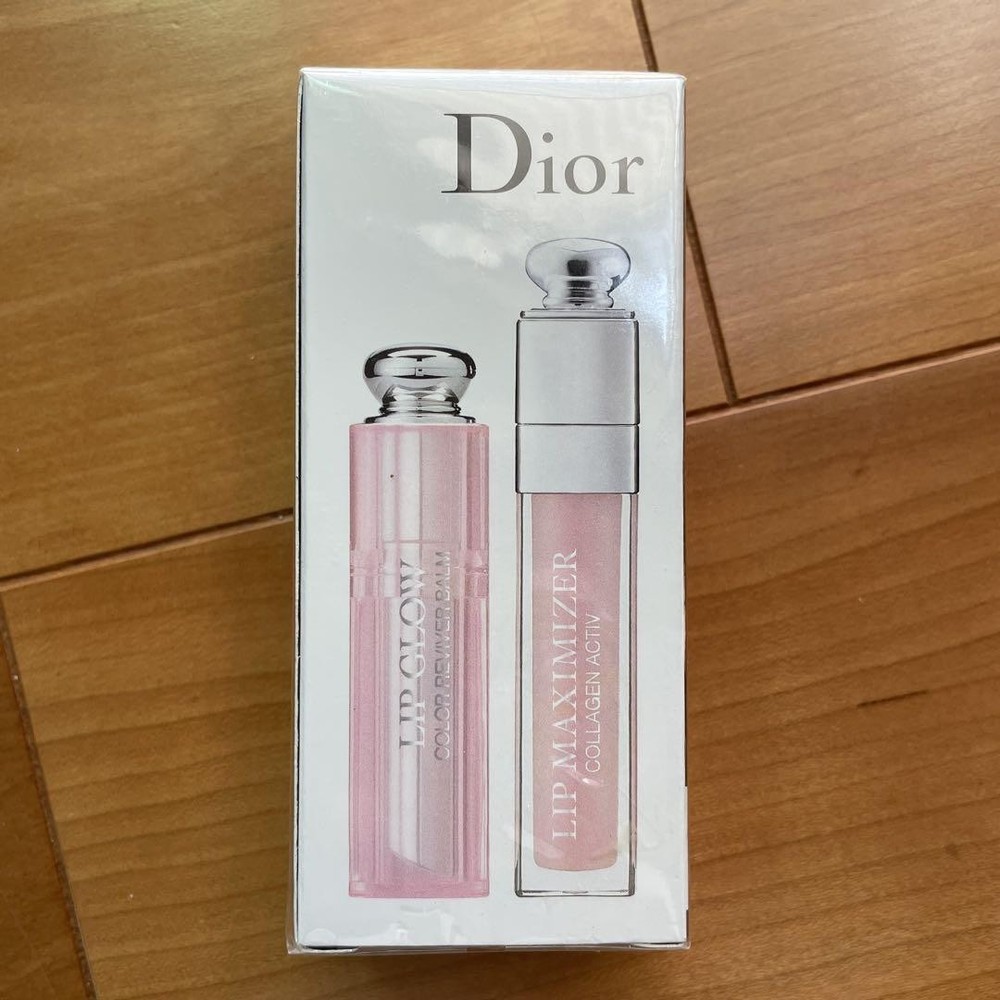 Dior
LIP GLOW
COLOR REVIVER BALM
LIP MAXIMIZER
COLLAGEN ACTIV